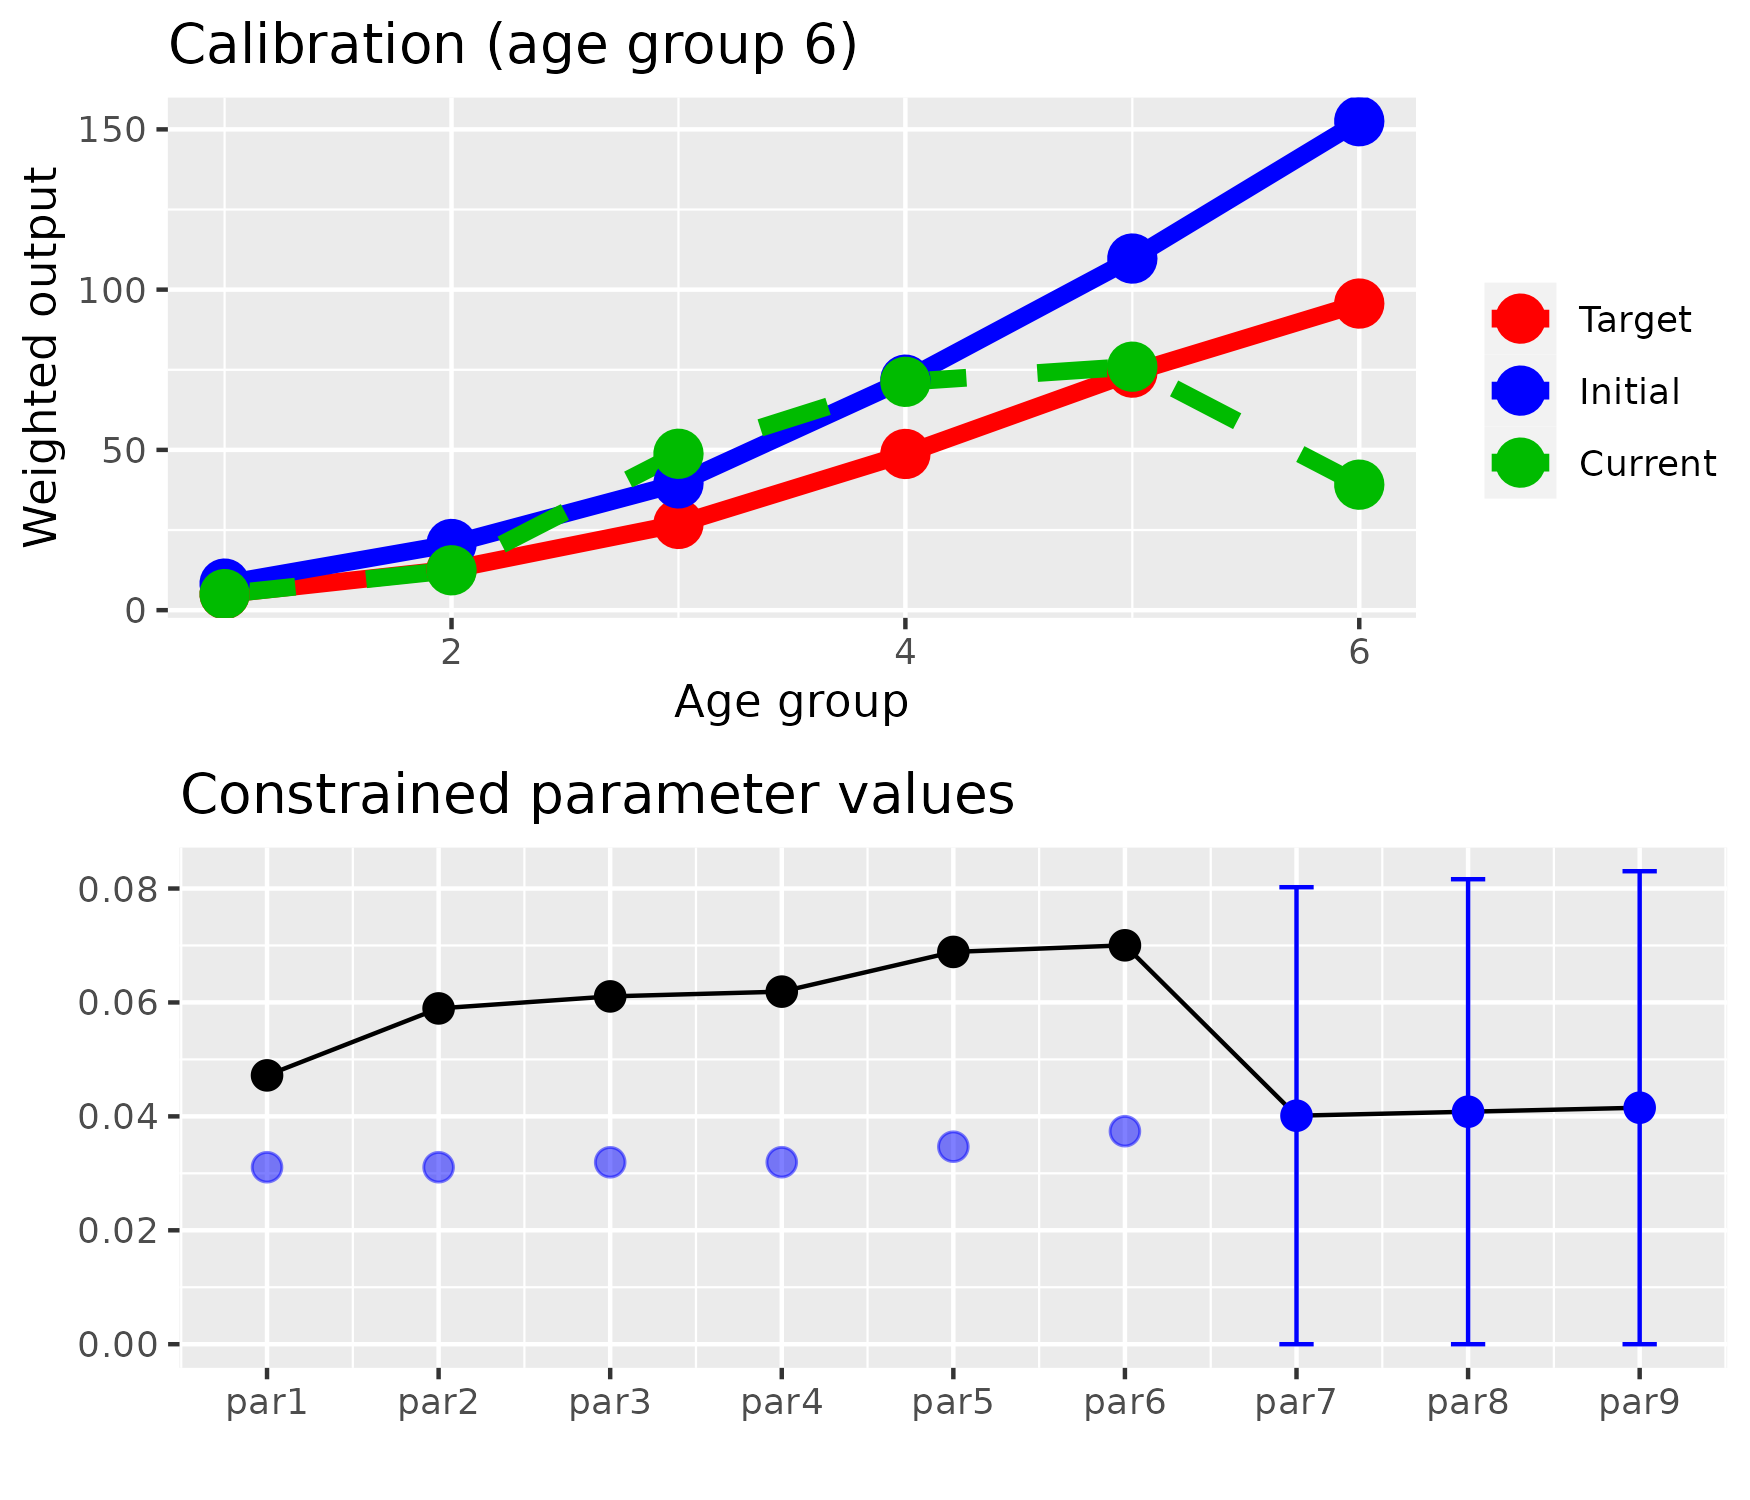 Calibration (age group 6)
Weighted output
150
100
50
0
2 4 6
Age group
Target
Initial
Current
Constrained parameter values
0.08
0.06
0.04
0.02
0.00
par1 par2 par3 par4 par5 par6 par7 par8 par9